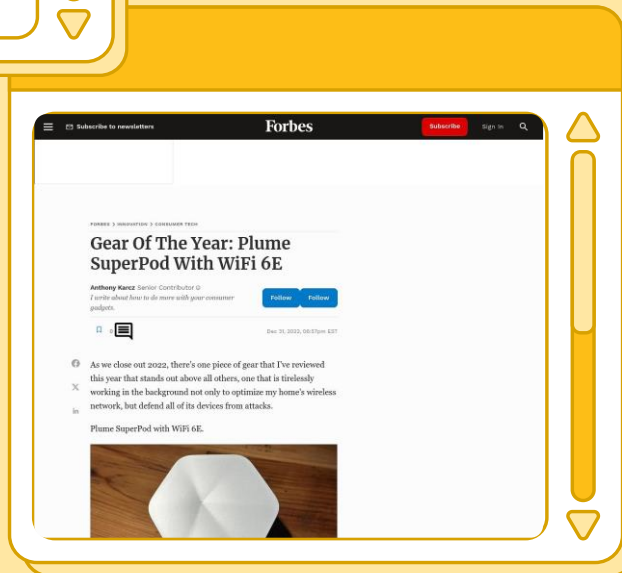 Subscribe to newsletters
Forbes
Subscribe
Sign In
FORBES > INNOVATION > CONSUMER TECH
Gear Of The Year: Plume
SuperPod With WiFi 6E
Anthony Karcz Senior Contributor
I write about how to do more with your consumer
gadgets.
Follow
Follow
0
Dec 31, 2022, 06:51pm EST
As we close out 2022, there's one piece of gear that I've reviewed
this year that stands out above all others, one that is tirelessly
working in the background not only to optimize my home's wireless
network, but defend all of its devices from attacks.
Plume SuperPod with WiFi 6E.